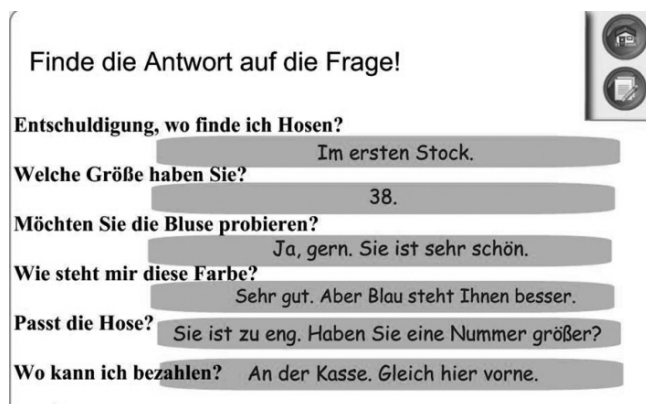 Finde die Antwort auf die Frage!
Entschuldigung, wo finde ich Hosen?
Im ersten Stock.
Welche Größe haben Sie?
38.
Möchten Sie die Bluse probieren?
Ja, gern. Sie ist sehr schön.
Wie steht mir diese Farbe?
Sehr gut. Aber Blau steht Ihnen besser.
Passt die Hose?
Sie ist zu eng. Haben Sie eine Nummer größer?
Wo kann ich bezahlen?
An der Kasse. Gleich hier vorne.